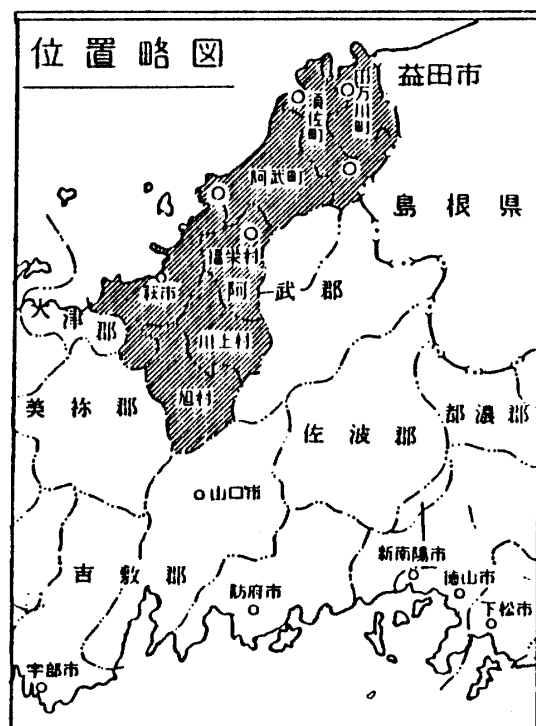 位置略図
益田市
須佐町
田万川町
阿武町
島根県
福栄村
萩市
阿武郡
大津郡
川上村
旭村
美祢郡
佐波郡
都濃郡
山口市
新南陽市
吉敷郡
防府市
徳山市
下松市
宇部市